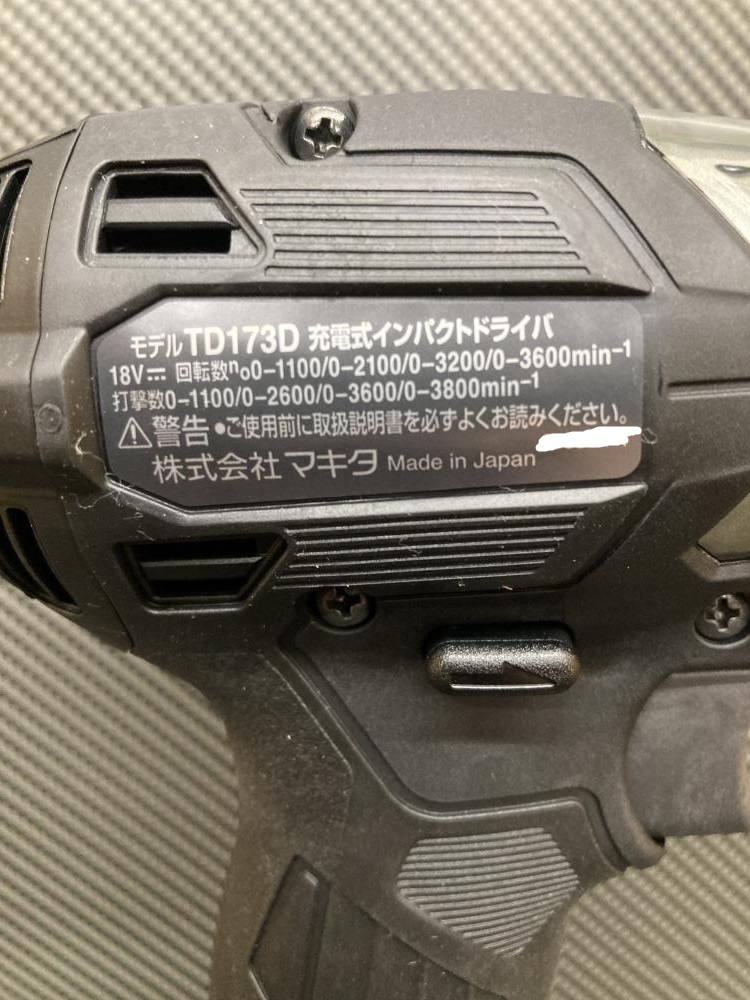 モデルTD173D 充電式インパクトドライバ
18V⎓ 回転数n₀0-1100/0-2100/0-3200/0-3600min⁻¹
打撃数0-1100/0-2600/0-3600/0-3800min⁻¹
⚠警告 ●ご使用前に取扱説明書を必ずよくお読みください。
株式会社マキタ Made in Japan